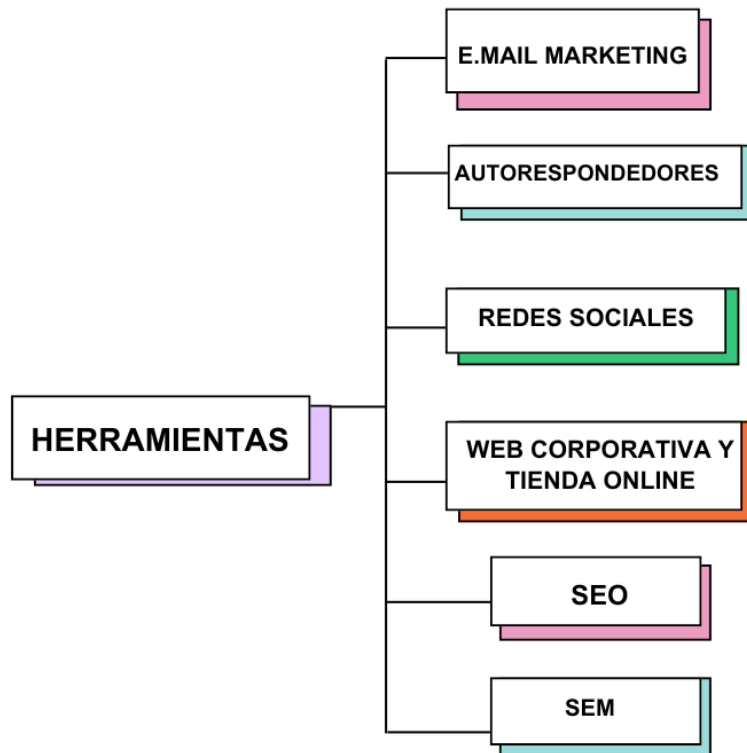 E.MAIL MARKETING
AUTORESPONDEDORES
REDES SOCIALES
HERRAMIENTAS
WEB CORPORATIVA Y
TIENDA ONLINE
SEO
SEM